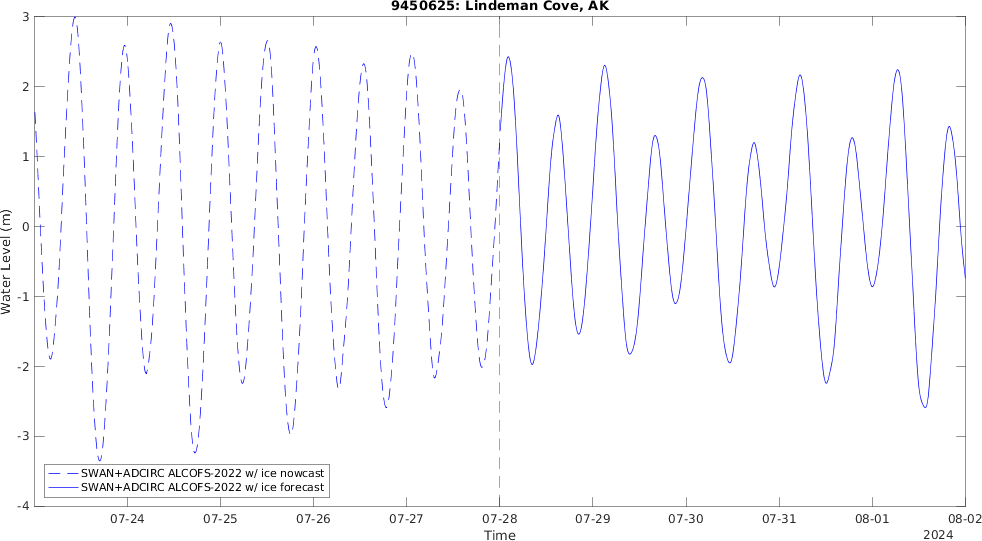 9450625: Lindeman Cove, AK
3
2
1
0
-1
-2
-3
-4
Water Level (m)
SWAN+ADCIRC ALCOFS-2022 w/ ice nowcast
SWAN+ADCIRC ALCOFS-2022 w/ ice forecast
07-24 07-25 07-26 07-27 07-28 07-29 07-30 07-31 08-01 08-02
Time
2024